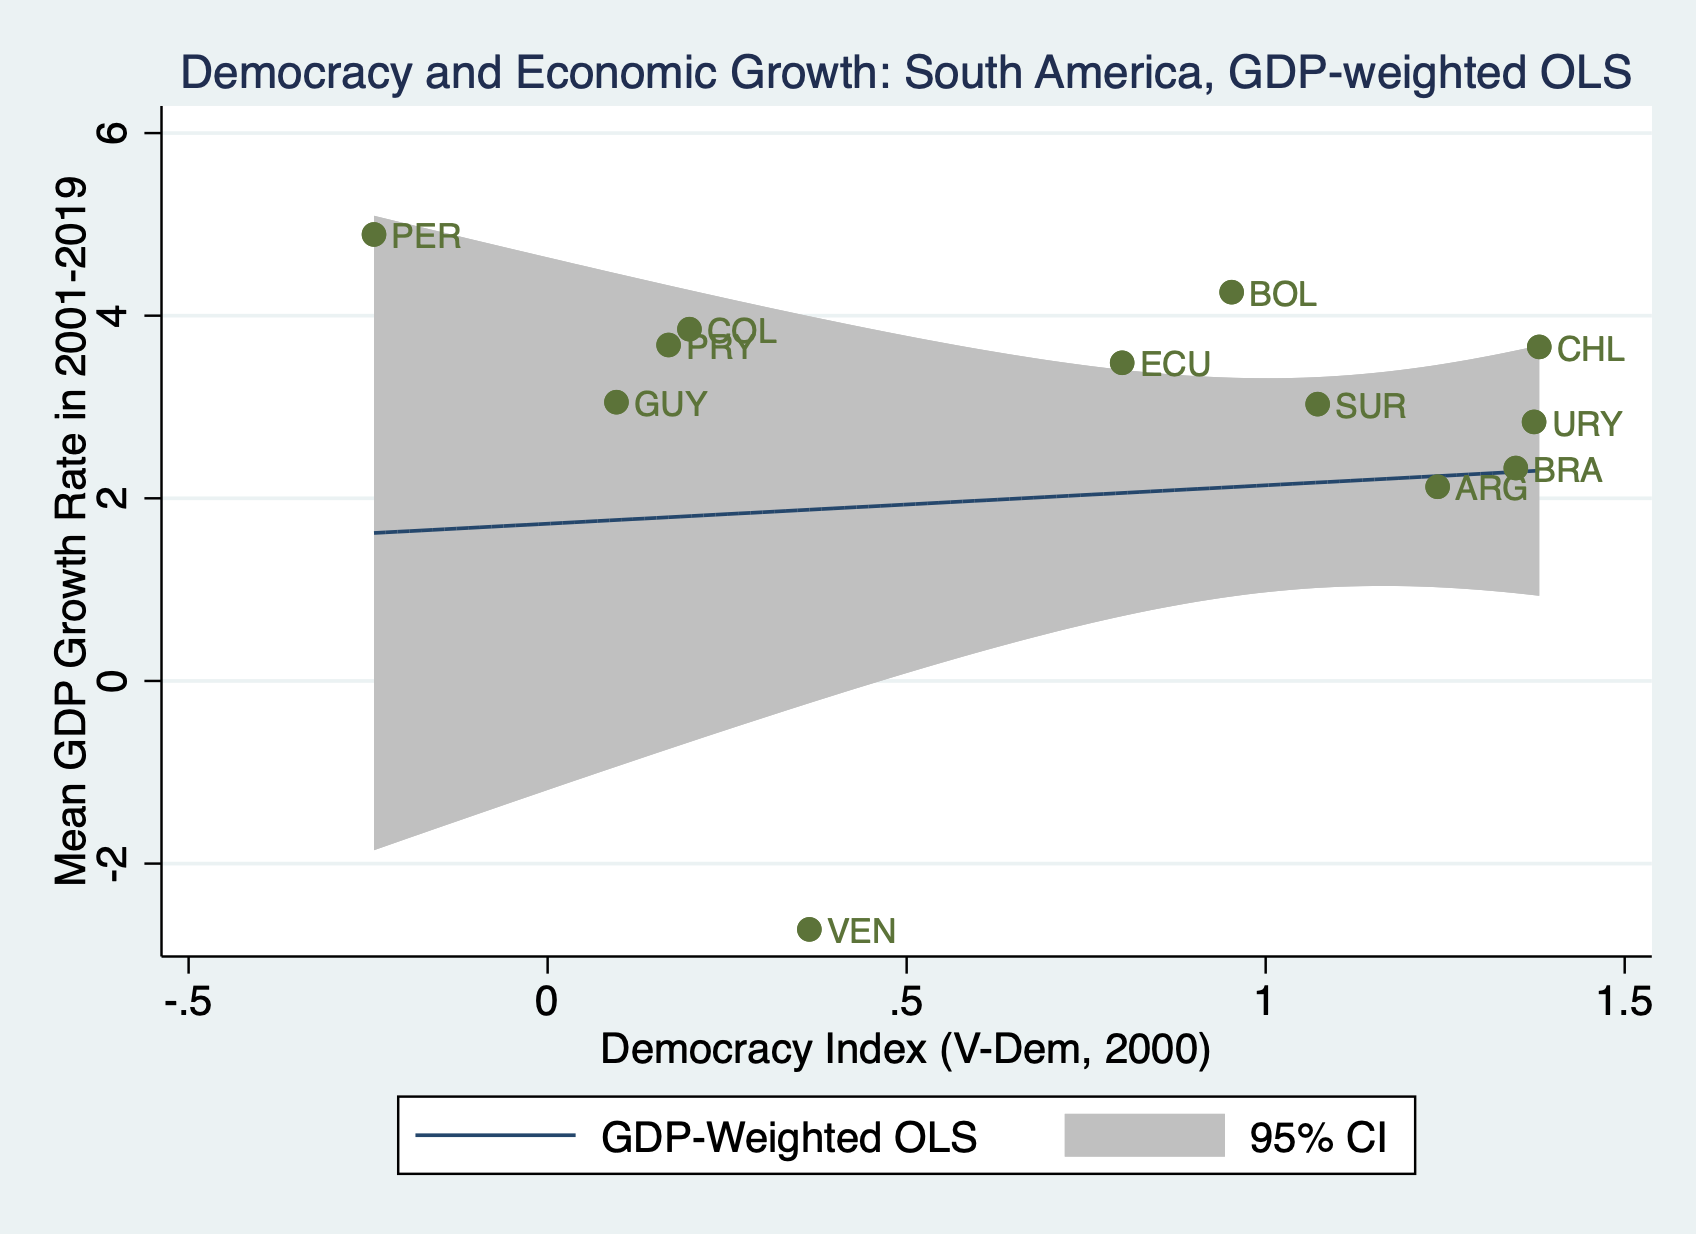 Democracy and Economic Growth: South America, GDP-weighted OLS
Mean GDP Growth Rate in 2001-2019
6
4
2
0
-2
PER
BOL
COL
PRY
CHL
ECU
GUY
SUR
URY
BRA
ARG
VEN
-.5 0 .5 1 1.5
Democracy Index (V-Dem, 2000)
GDP-Weighted OLS 95% CI